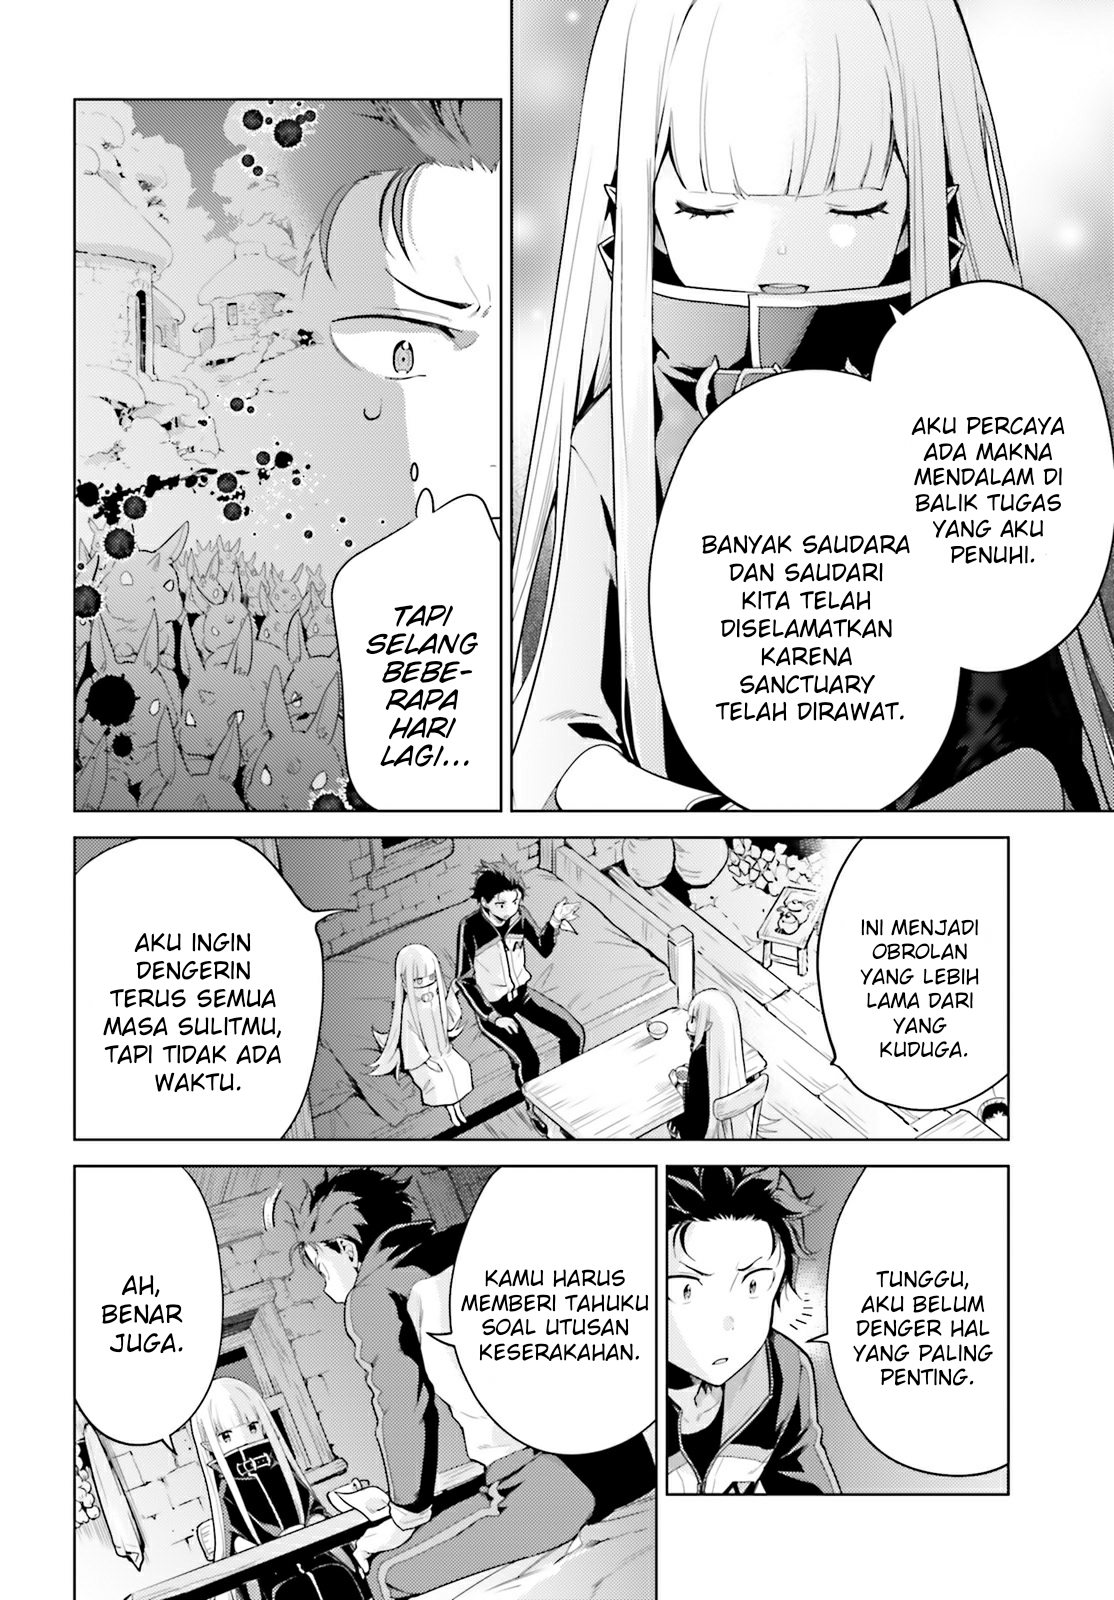 AKU PERCAYA
ADA MAKNA
MENDALAM DI
BALIK TUGAS
YANG AKU
PENUHI.
BANYAK SAUDARA
DAN SAUDARI
KITA TELAH
DISELAMATKAN
KARENA
SANCTUARY
TELAH DIRAWAT.
TAPI
SELANG
BEBE-
RAPA
HARI
LAGI...
INI MENJADI
OBROLAN
YANG LEBIH
LAMA DARI
YANG
KUDUGA.
AKU INGIN
DENGERIN
TERUS SEMUA
MASA SULITMU,
TAPI TIDAK ADA
WAKTU.
TUNGGU,
AKU BELUM
DENGER HAL
YANG PALING
PENTING.
KAMU HARUS
MEMBERI TAHUKU
SOAL UTUSAN
KESERAKAHAN.
AH,
BENAR
JUGA.